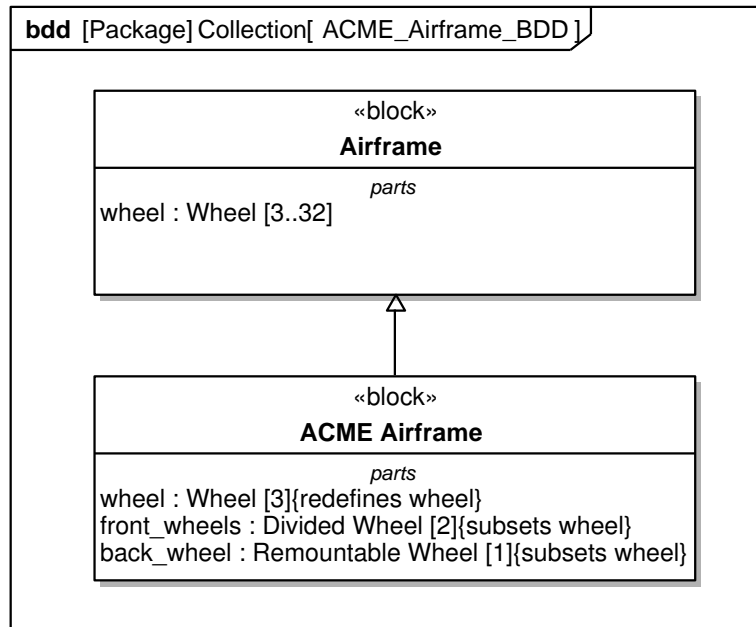 bdd [Package] Collection[ ACME_Airframe_BDD ]
«block»
Airframe
parts
wheel : Wheel [3..32]
«block»
ACME Airframe
parts
wheel : Wheel [3]{redefines wheel}
front_wheels : Divided Wheel [2]{subsets wheel}
back_wheel : Remountable Wheel [1]{subsets wheel}